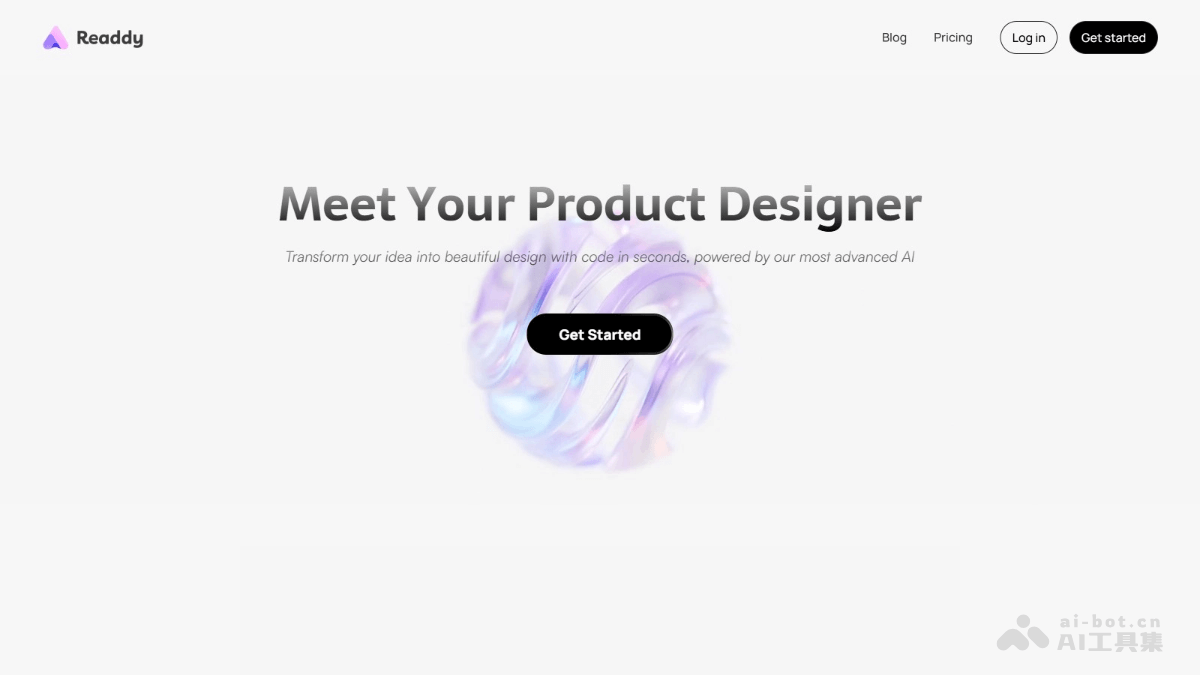 Readdy
Blog
Pricing
Log in
Get started
Meet Your Product Designer
Transform your idea into beautiful design with code in seconds, powered by our most advanced AI
Get Started
ai-bot.cn
AI工具集